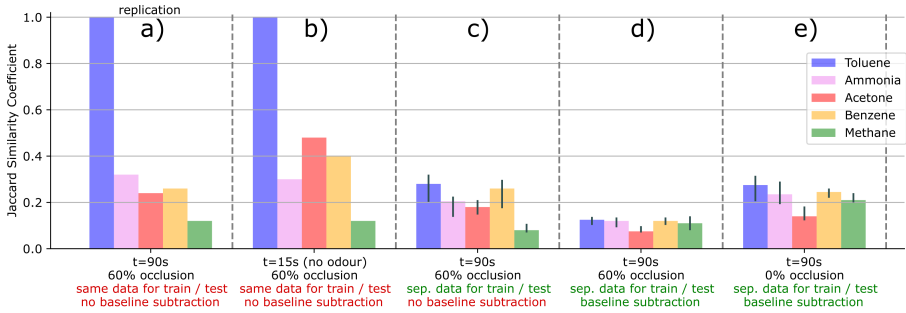 replication
a)
b)
c)
d)
e)
Jaccard Similarity Coefficient
1.0
0.8
0.6
0.4
0.2
0.0
Toluene
Ammonia
Acetone
Benzene
Methane
t=90s
60% occlusion
same data for train / test
no baseline subtraction
t=15s (no odour)
60% occlusion
same data for train / test
no baseline subtraction
t=90s
60% occlusion
sep. data for train / test
no baseline subtraction
t=90s
60% occlusion
sep. data for train / test
baseline subtraction
t=90s
0% occlusion
sep. data for train / test
baseline subtraction